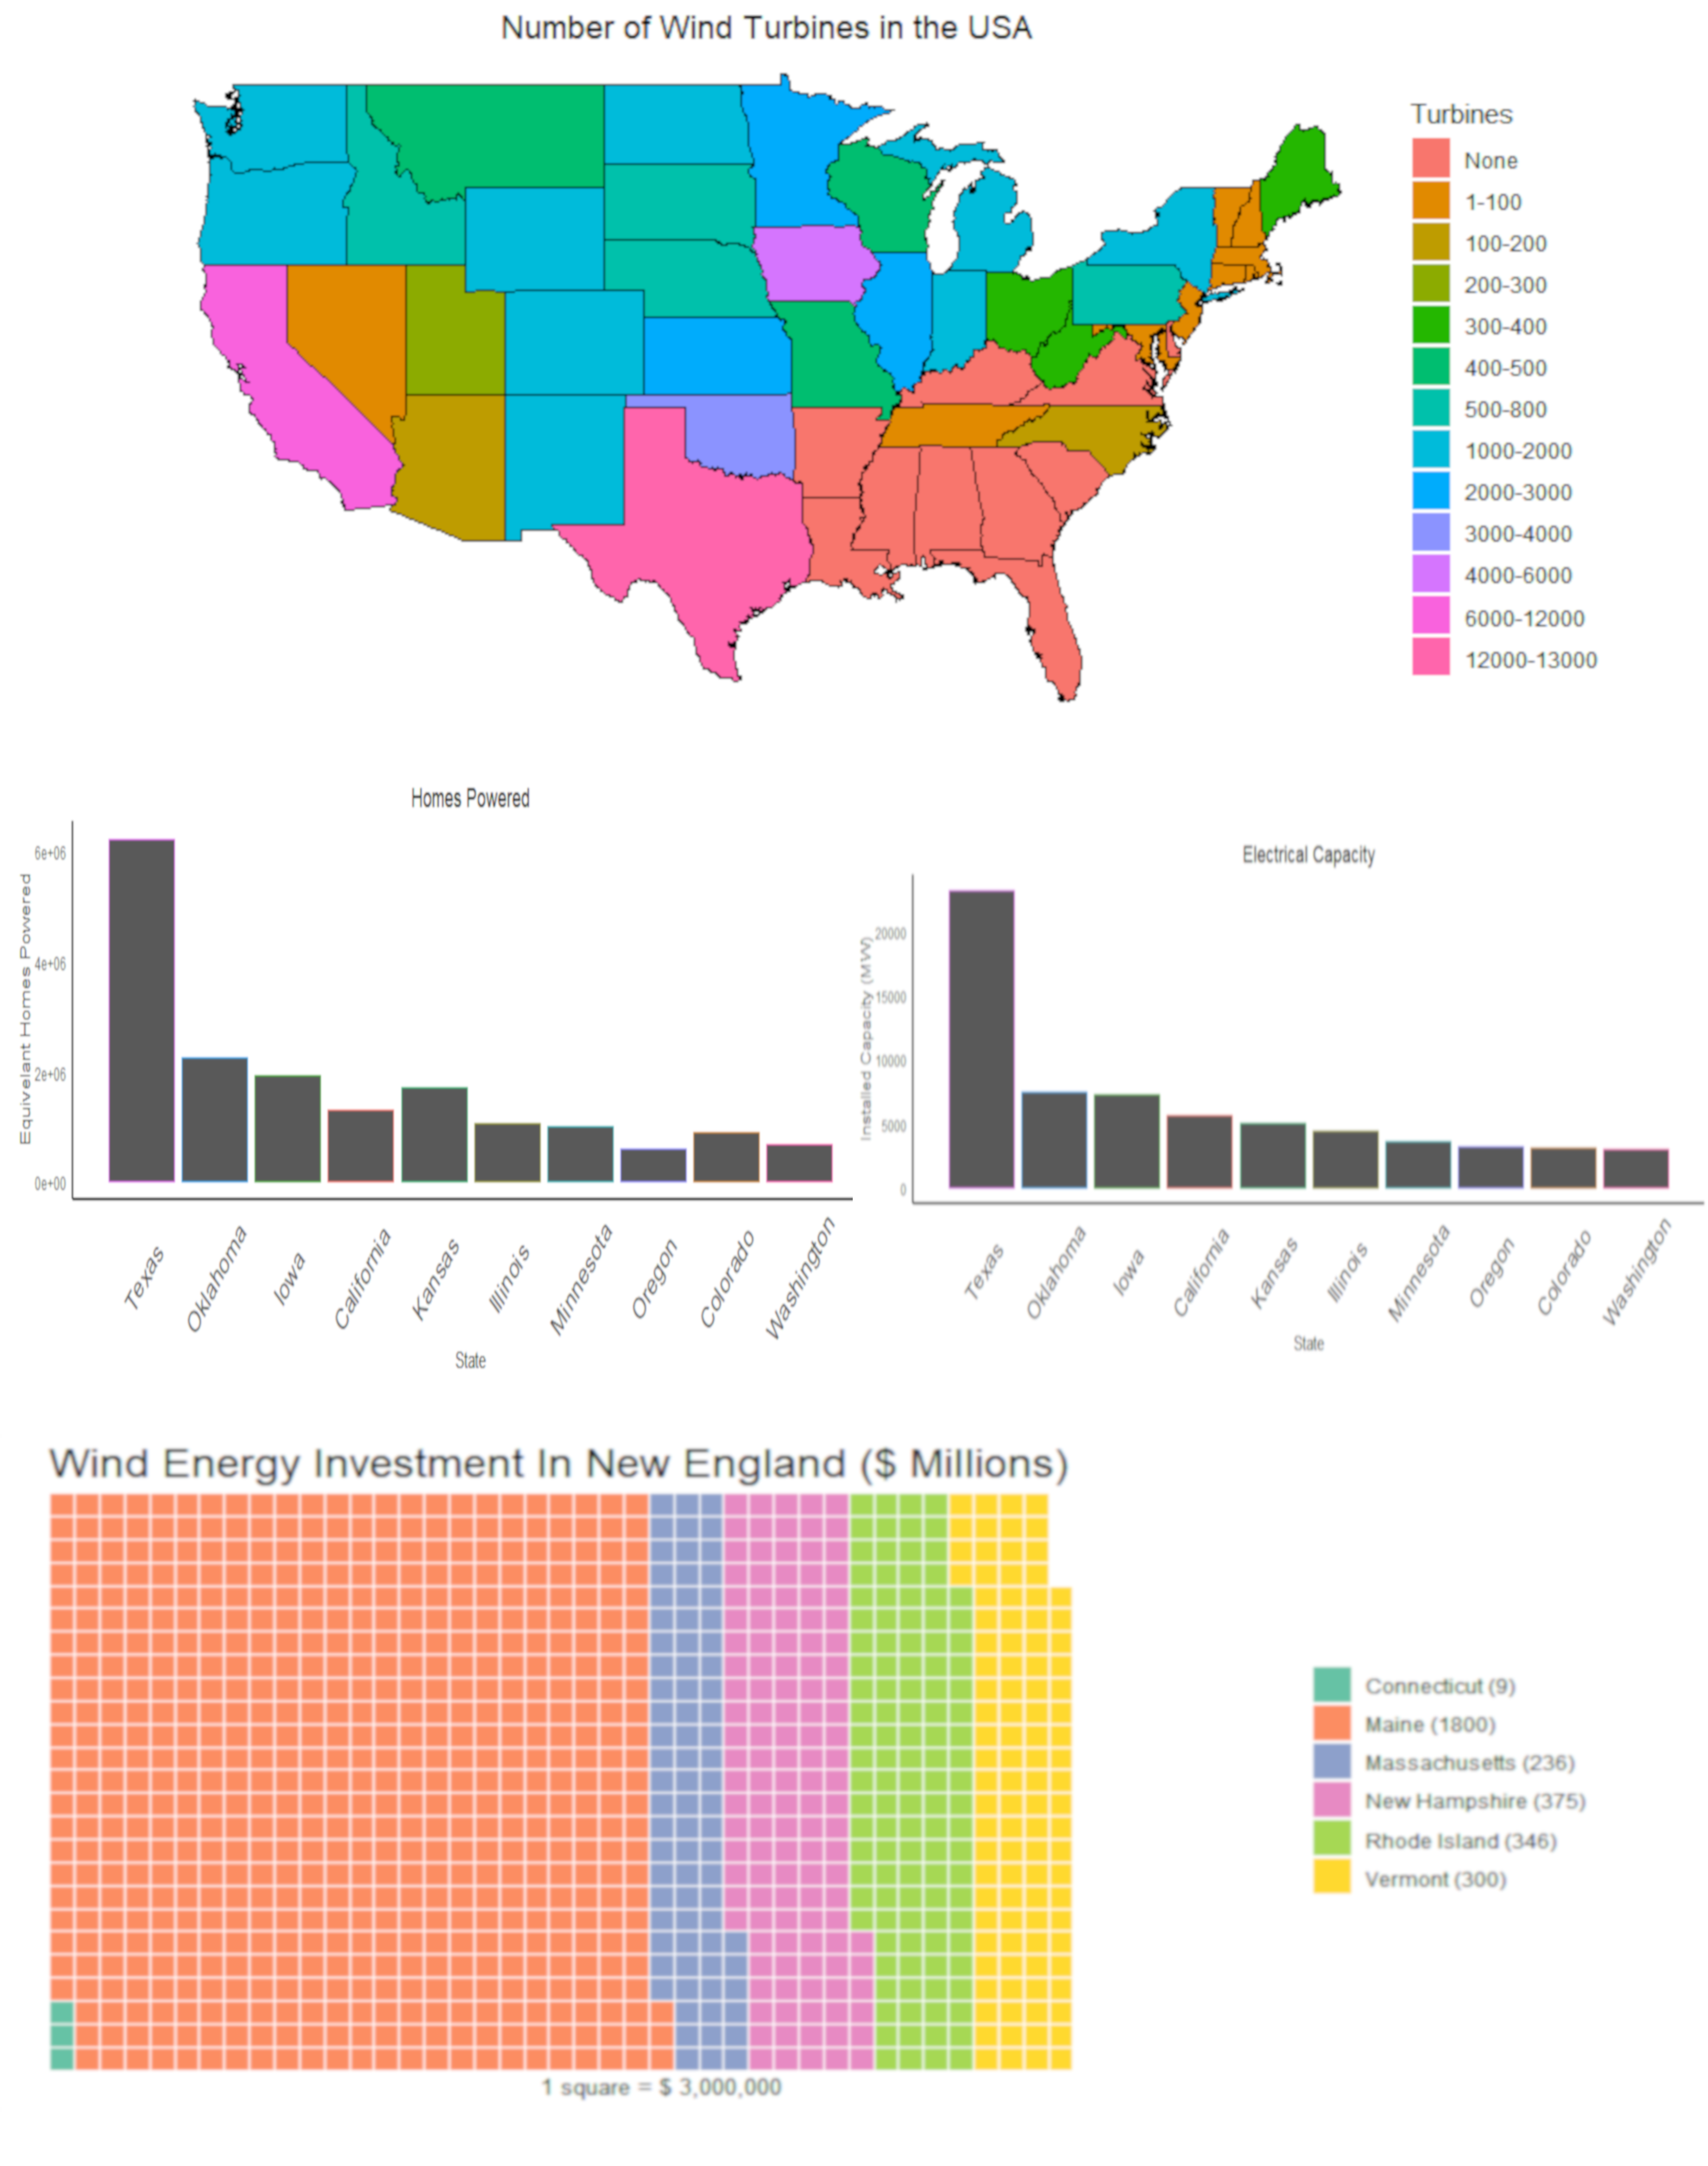 Number of Wind Turbines in the USA
Turbines
None
1-100
100-200
200-300
300-400
400-500
500-800
1000-2000
2000-3000
3000-4000
4000-6000
6000-12000
12000-13000
Homes Powered
Equivelant Homes Powered
6e+06
4e+06
2e+06
0e+00
Texas
Oklahoma
Iowa
California
Kansas
Illinois
Minnesota
Oregon
Colorado
Washington
State
Electrical Capacity
Installed Capacity (MW)
20000
15000
10000
5000
0
Texas
Oklahoma
Iowa
California
Kansas
Illinois
Minnesota
Oregon
Colorado
Washington
State
Wind Energy Investment In New England ($ Millions)
Connecticut (9)
Maine (1800)
Massachusetts (236)
New Hampshire (375)
Rhode Island (346)
Vermont (300)
1 square = $ 3,000,000